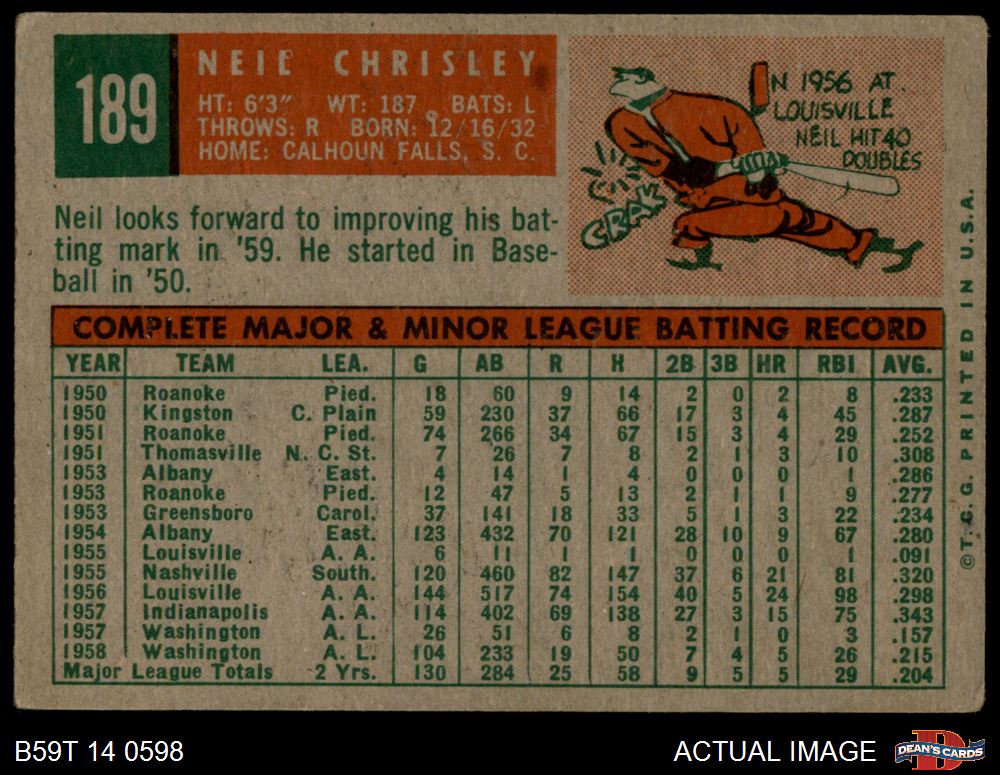 189
NEIL CHRISLEY
HT: 6'3" WT: 187 BATS: L
THROWS: R BORN: 12/16/32
HOME: CALHOUN FALLS, S. C.
IN 1956 AT
LOUISVILLE
NEIL HIT 40
DOUBLES
CRAK
Neil looks forward to improving his bat-
ting mark in '59. He started in Base-
ball in '50.
COMPLETE MAJOR & MINOR LEAGUE BATTING RECORD
YEAR TEAM LEA. G AB R H 2B 3B HR RBI AVG.
1950 Roanoke Pied. 18 60 9 14 2 0 2 8 .233
1950 Kingston C. Plain 59 230 37 66 17 3 4 45 .287
1951 Roanoke Pied. 74 266 34 67 15 3 4 29 .252
1951 Thomasville N. C. St. 7 26 7 8 2 1 3 10 .308
1953 Albany East. 4 14 1 4 0 0 0 1 .286
1953 Roanoke Pied. 12 47 5 13 2 1 1 9 .277
1953 Greensboro Carol. 37 141 18 33 5 1 3 22 .234
1954 Albany East. 123 432 70 121 28 10 9 67 .280
1955 Louisville A. A. 6 11 1 1 0 0 0 1 .091
1955 Nashville South. 120 460 82 147 37 6 21 81 .320
1956 Louisville A. A. 144 517 74 154 40 5 24 98 .298
1957 Indianapolis A. A. 114 402 69 138 27 3 15 75 .343
1957 Washington A. L. 26 51 6 8 2 1 0 3 .157
1958 Washington A. L. 104 233 19 50 7 4 5 26 .215
Major League Totals 2 Yrs. 130 284 25 58 9 5 5 29 .204
©T. C. G. PRINTED IN U.S.A.
B59T 14 0598
ACTUAL IMAGE
D
DEAN'S CARDS